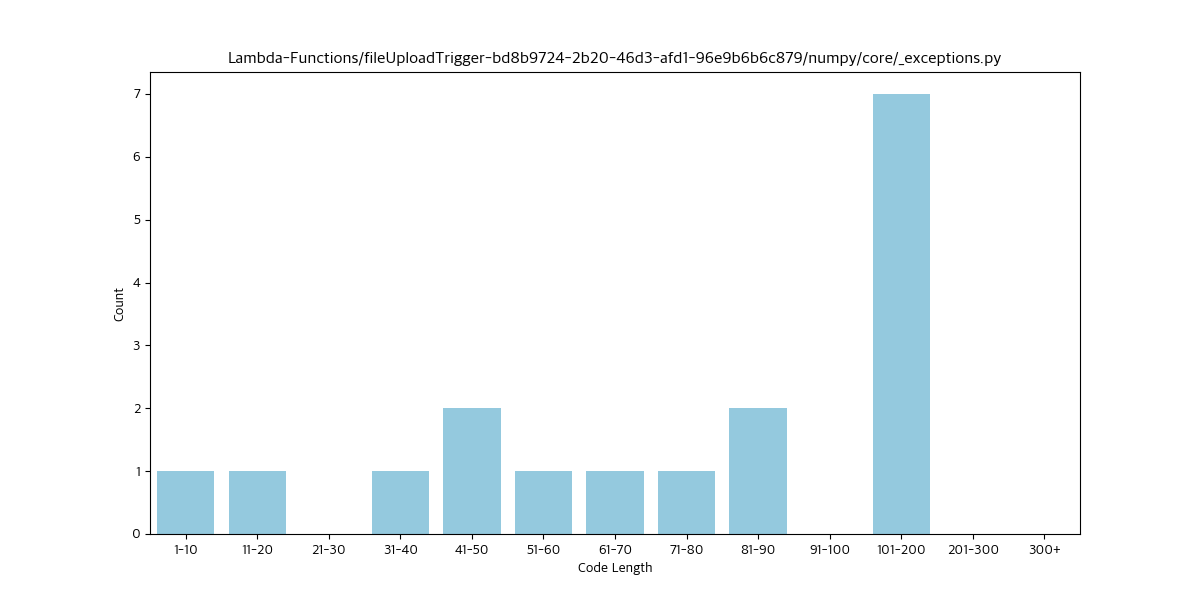 Lambda-Functions/fileUploadTrigger-bd8b9724-2b20-46d3-afd1-96e9b6b6c879/numpy/core/_exceptions.py
7
6
5
4
3
2
1
0
Count
1-10 11-20 21-30 31-40 41-50 51-60 61-70 71-80 81-90 91-100 101-200 201-300 300+
Code Length